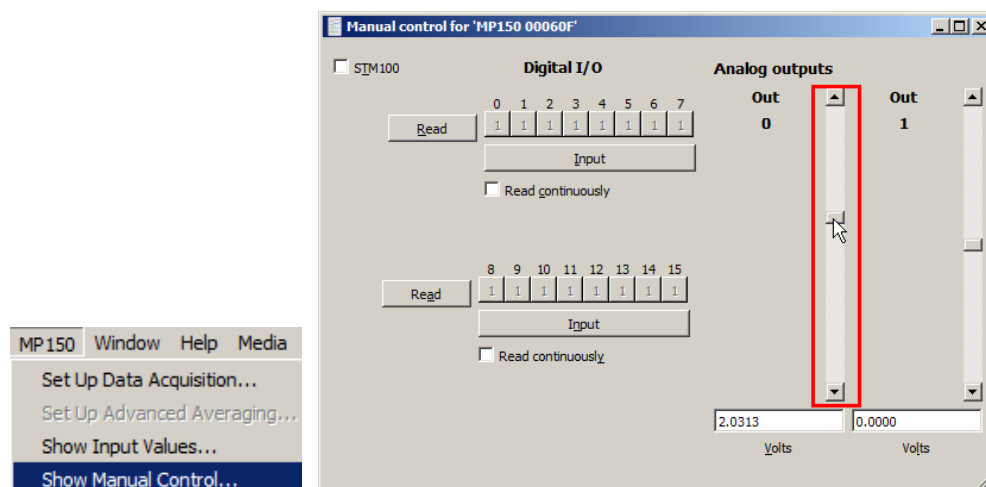 Manual control for 'MP150 00060F'
STM100
Digital I/O
Analog outputs
Out
0
Out
1
0 1 2 3 4 5 6 7
Read
1 1 1 1 1 1 1 1
Input
Read continuously
8 9 10 11 12 13 14 15
Read
1 1 1 1 1 1 1 1
Input
Read continuously
2.0313
0.0000
Volts
Volts
MP150 Window Help Media
Set Up Data Acquisition...
Set Up Advanced Averaging...
Show Input Values...
Show Manual Control...